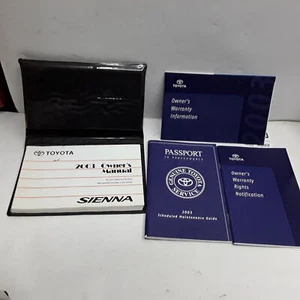 TOYOTA
2003 Owner's
Manual
SIENNA
TOYOTA
Owner's
Warranty
Information
PASSPORT
TO PERFORMANCE
GENUINE TOYOTA
SERVICE
2003
Scheduled Maintenance Guide
TOYOTA
Owner's
Warranty
Rights
Notification